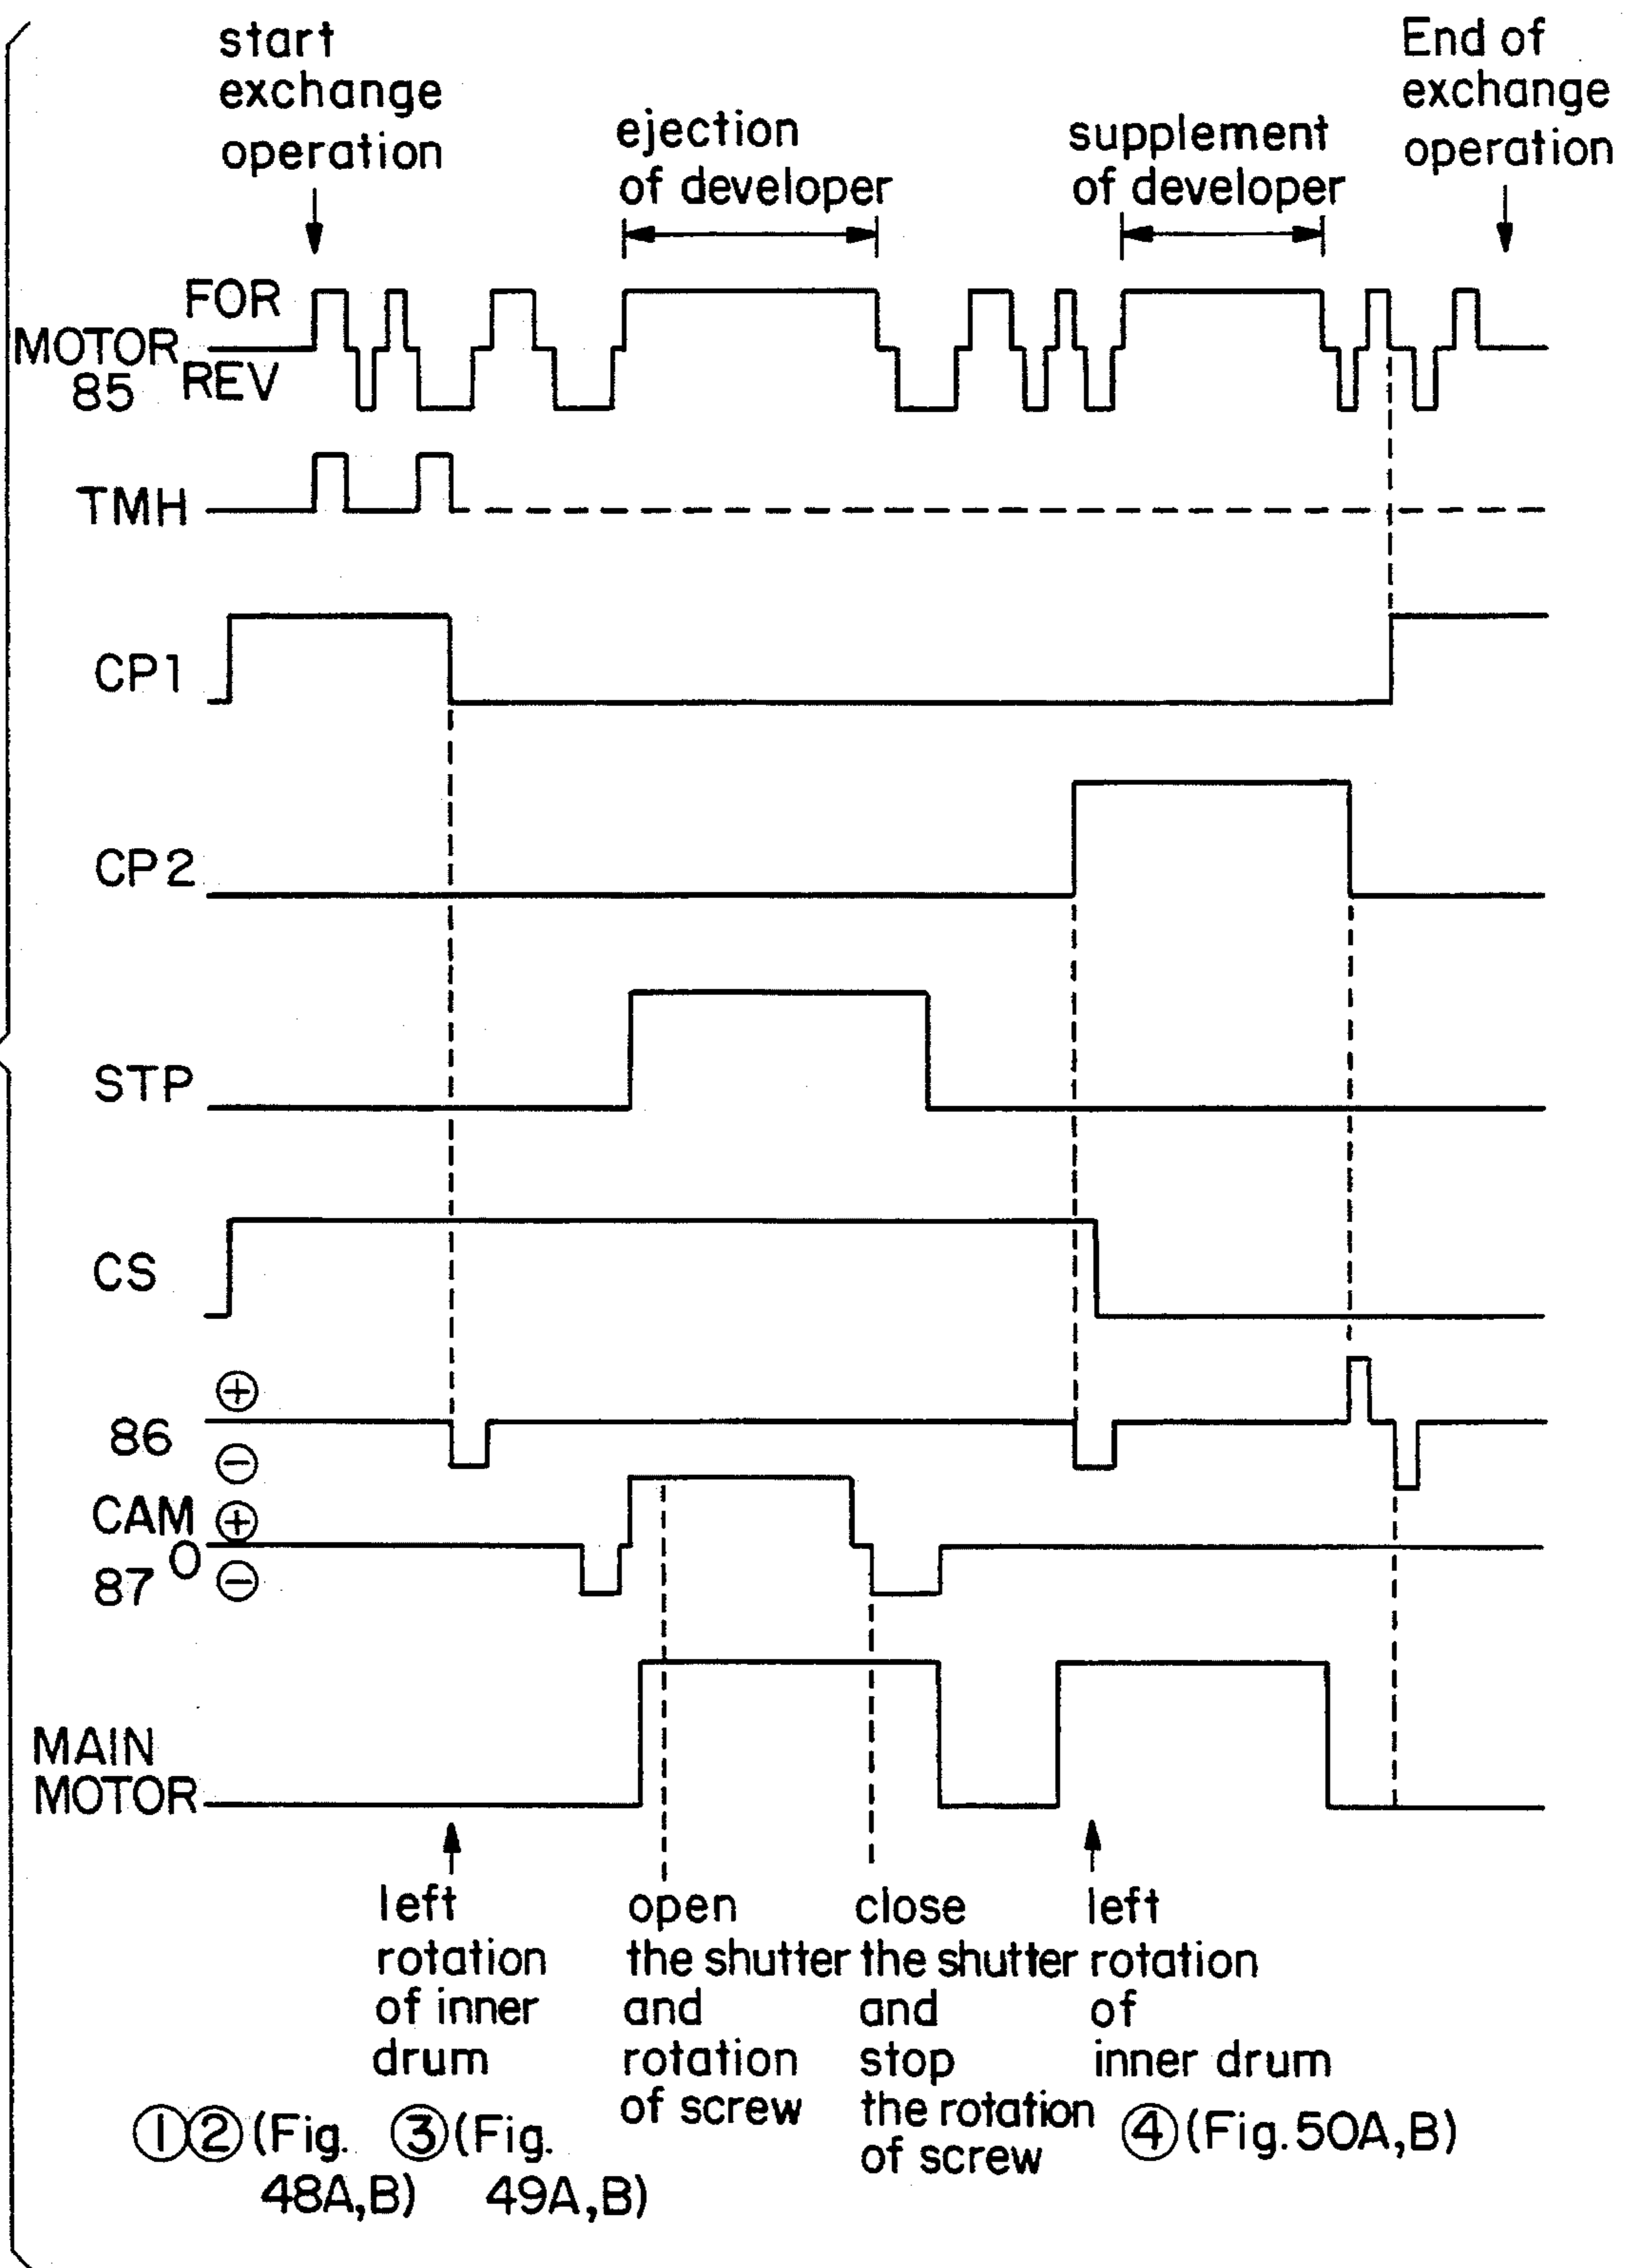 start
exchange
operation
ejection
of developer
supplement
of developer
End of
exchange
operation
FOR
MOTOR
85
REV
TMH
CP1
CP2
STP
CS
⊕
86
⊖
CAM
⊕
0
87
⊖
MAIN
MOTOR
left
rotation
of inner
drum
open
the shutter
and
rotation
of screw
close
the shutter
and
stop
the rotation
of screw
left
rotation
of
inner drum
①② (Fig.
48A,B)
③ (Fig.
49A,B)
④ (Fig. 50A,B)